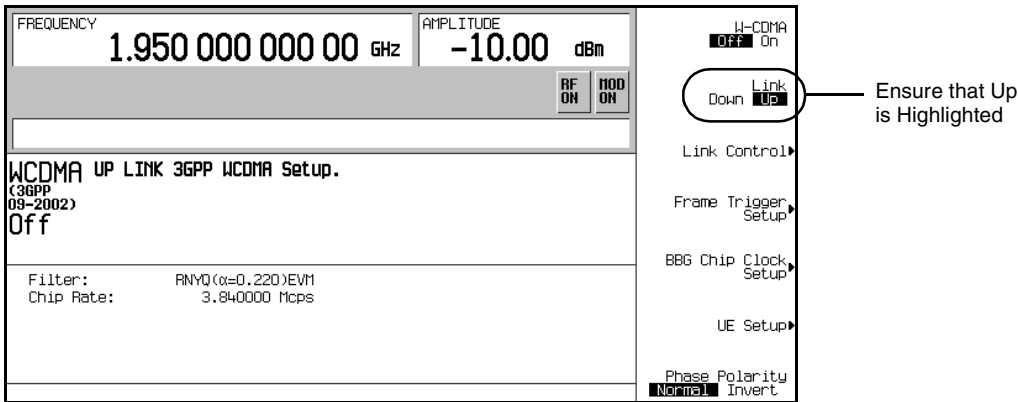 FREQUENCY
1.950 000 000 00 GHz
AMPLITUDE
-10.00 dBm
RF ON
MOD ON
WCDMA UP LINK 3GPP WCDMA Setup.
(3GPP
09-2002)
Off
Filter: RNYQ(α=0.220)EVM
Chip Rate: 3.840000 Mcps
W-CDMA
Off On
Link
Down Up
Link Control
Frame Trigger
Setup
BBG Chip Clock
Setup
UE Setup
Phase Polarity
Normal Invert
Ensure that Up
is Highlighted